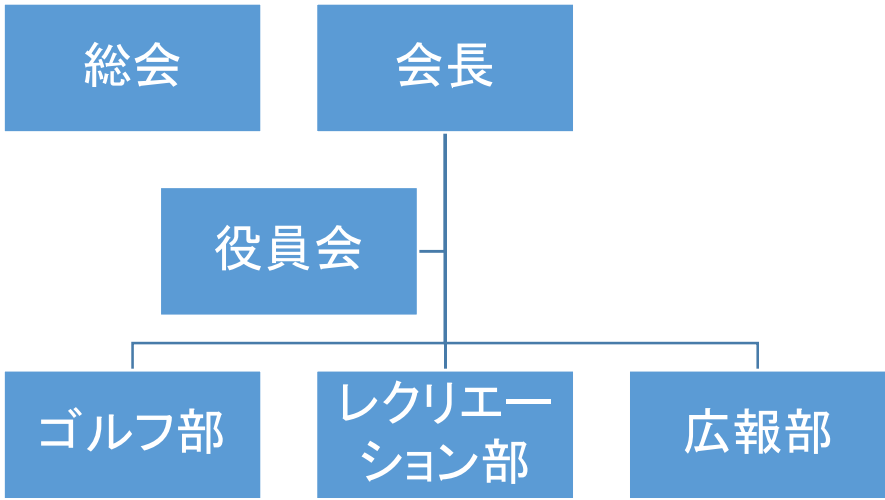 総会
会長
役員会
ゴルフ部
レクリエー
ション部
広報部